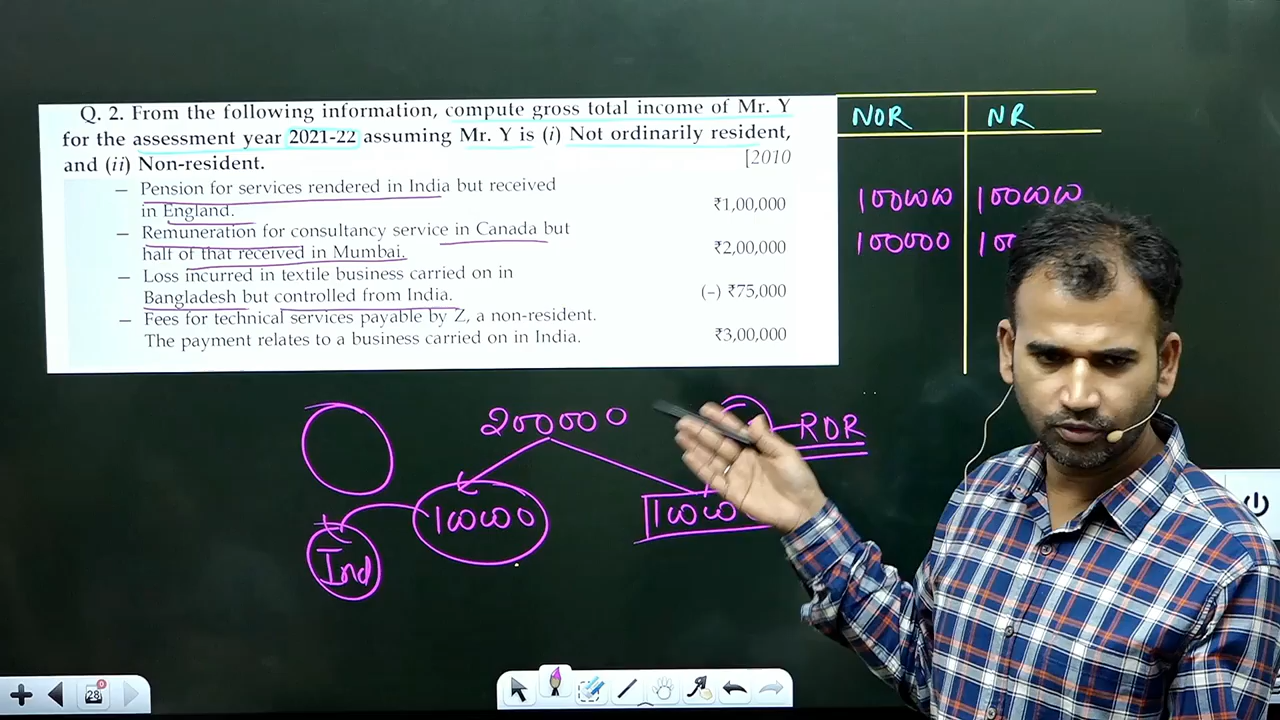 Q. 2. From the following information, compute gross total income of Mr. Y
for the assessment year 2021-22 assuming Mr. Y is (i) Not ordinarily resident,
and (ii) Non-resident. [2010
– Pension for services rendered in India but received
in England. ₹1,00,000
– Remuneration for consultancy service in Canada but
half of that received in Mumbai. ₹2,00,000
– Loss incurred in textile business carried on in
Bangladesh but controlled from India. (–) ₹75,000
– Fees for technical services payable by Z, a non-resident.
The payment relates to a business carried on in India. ₹3,00,000
NOR NR
100000 100000
100000
200000
ROR
100000
Ind
28